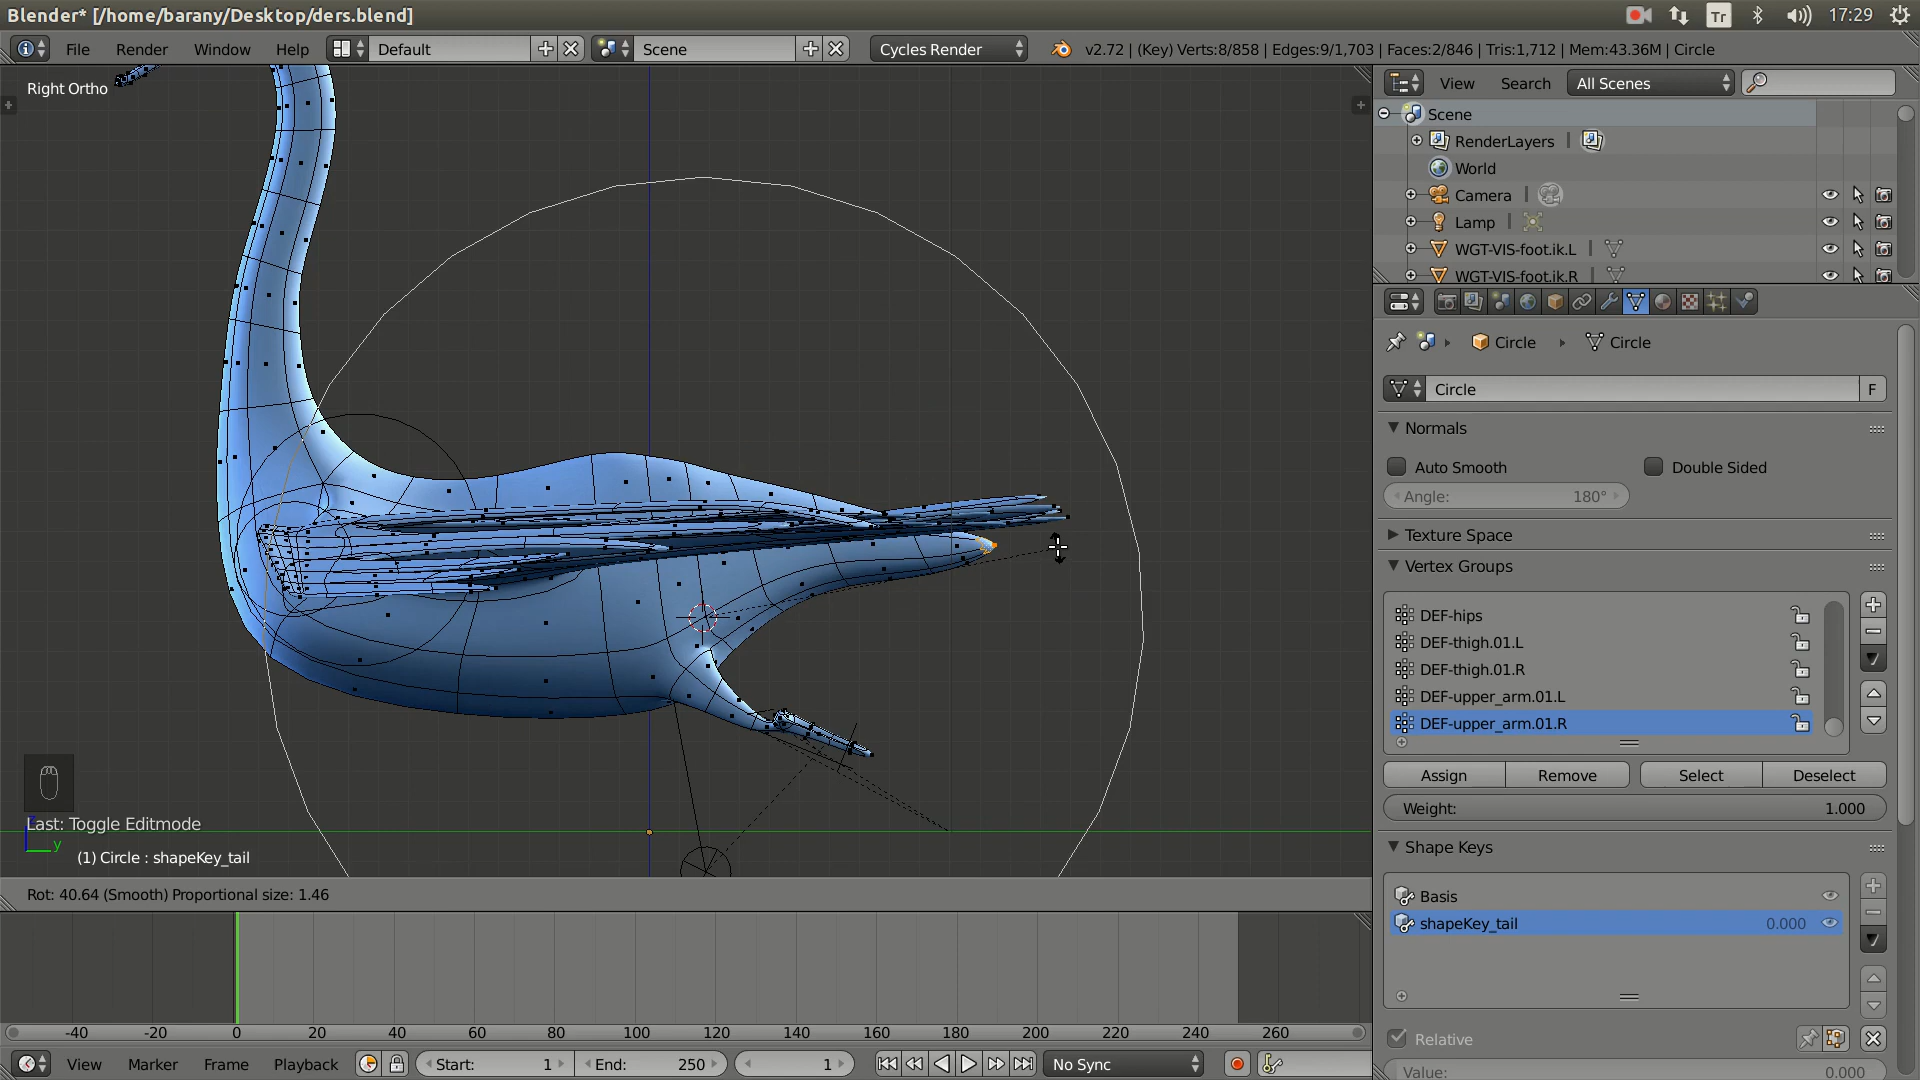 Blender* [/home/barany/Desktop/ders.blend]
Tr
17:29
File
Render
Window
Help
Default
Scene
Cycles Render
v2.72 | (Key) Verts:8/858 | Edges:9/1,703 | Faces:2/846 | Tris:1,712 | Mem:43.36M | Circle
Right Ortho
View
Search
All Scenes
Scene
RenderLayers
World
Camera
Lamp
WGT-VIS-foot.ik.L
WGT-VIS-foot.ik.R
Circle
Circle
Circle
F
Normals
Auto Smooth
Double Sided
Angle:
180°
Texture Space
Vertex Groups
DEF-hips
DEF-thigh.01.L
DEF-thigh.01.R
DEF-upper_arm.01.L
DEF-upper_arm.01.R
Assign
Remove
Select
Deselect
Weight:
1.000
Shape Keys
Basis
shapeKey_tail
0.000
Relative
Value:
0.000
Last: Toggle Editmode
y
(1) Circle : shapeKey_tail
Rot: 40.64 (Smooth) Proportional size: 1.46
-40
-20
0
20
40
60
80
100
120
140
160
180
200
220
240
260
View
Marker
Frame
Playback
Start:
1
End:
250
1
No Sync